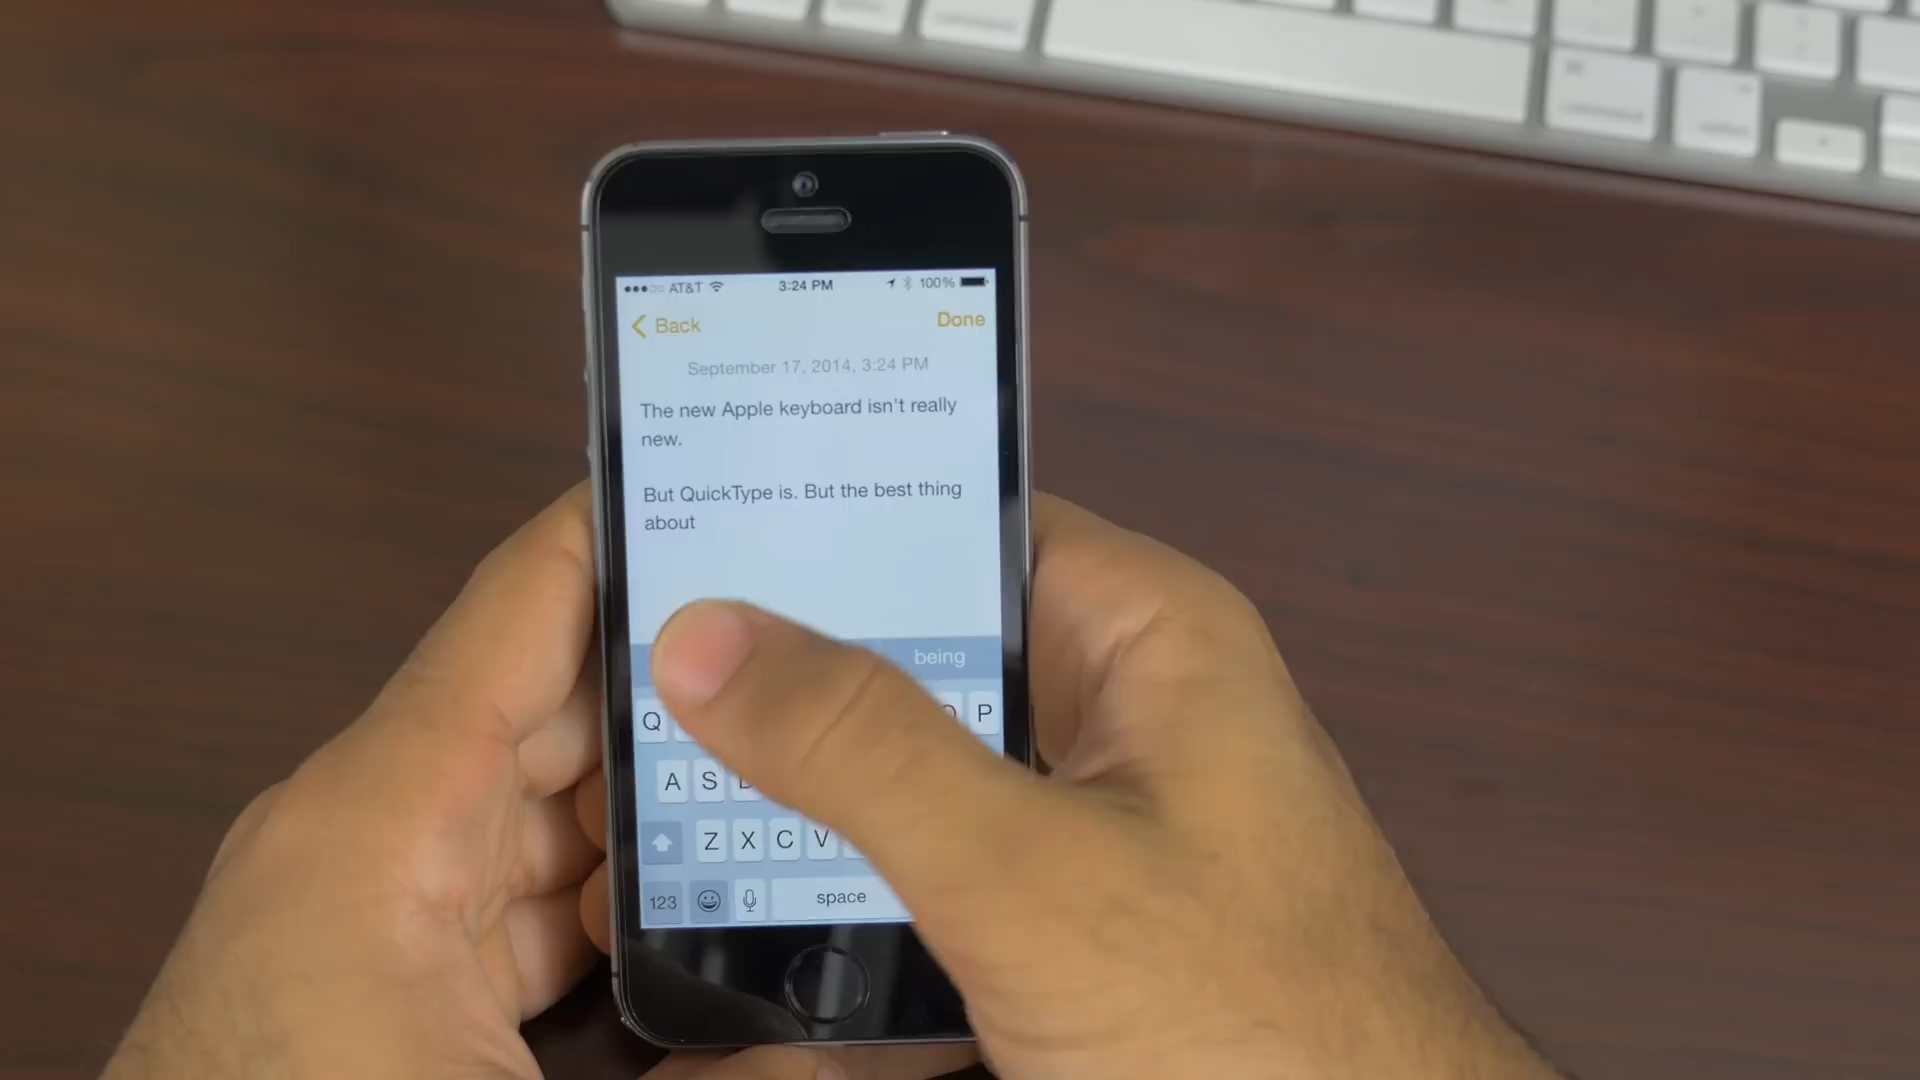 AT&T 3:24 PM 100%
Back Done
September 17, 2014, 3:24 PM
The new Apple keyboard isn't really
new.
But QuickType is. But the best thing
about
being
Q P
A S
Z X C V
123 space